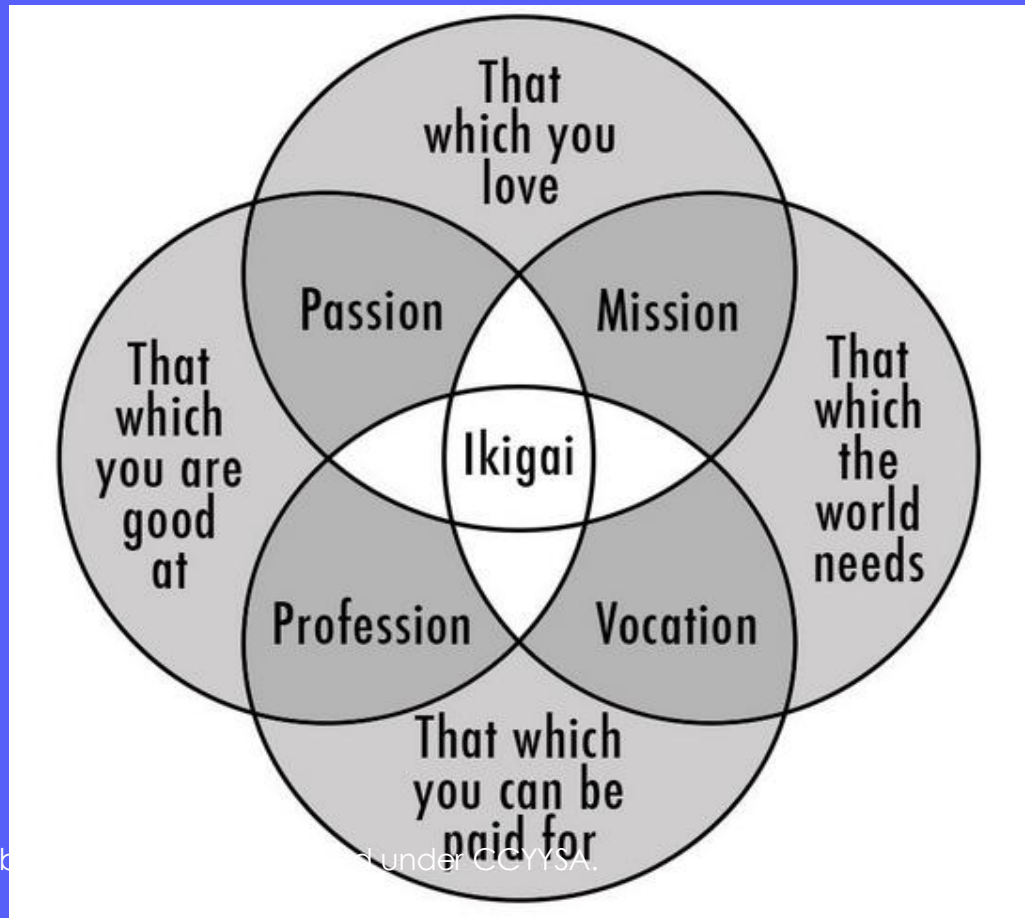 That
which you
love
Passion
Mission
That
which
you are
good
at
Ikigai
That
which
the
world
needs
Profession
Vocation
That which
you can be
paid for
under CCYYSA.